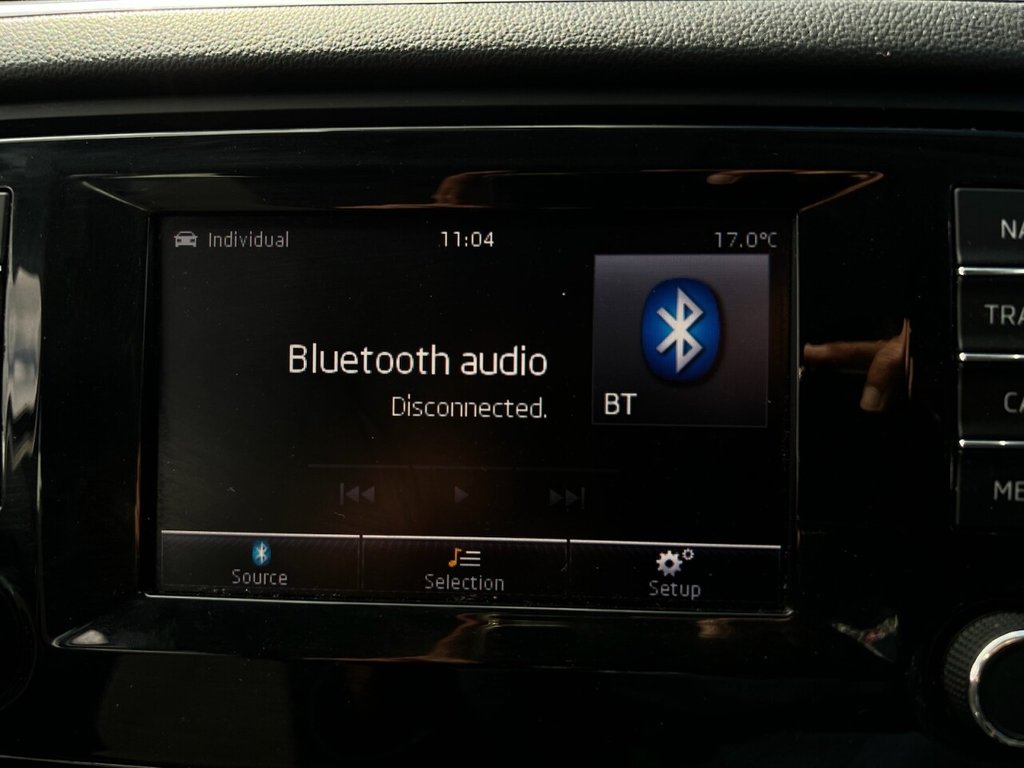 Individual 11:04 17.0°C
Bluetooth audio
Disconnected.
BT
Source Selection Setup